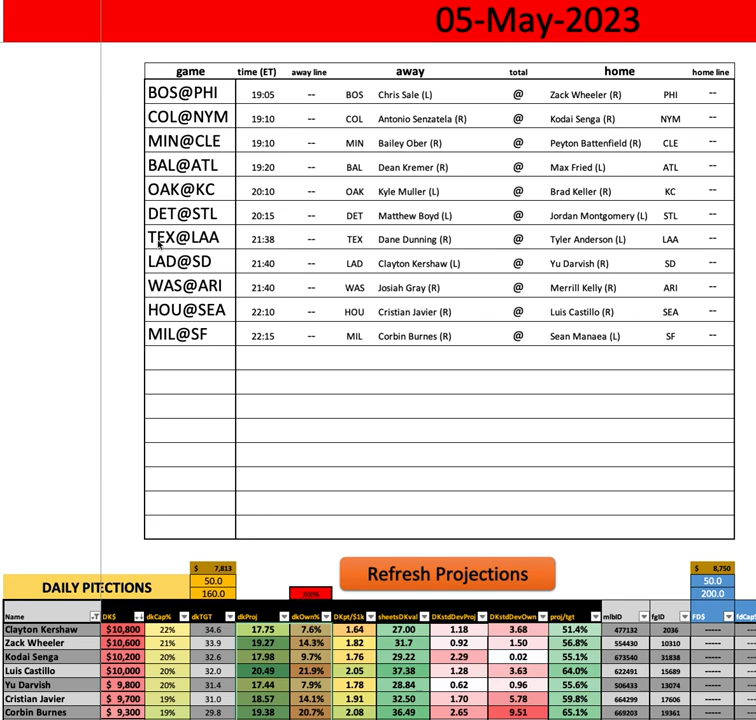 05-May-2023
game time (ET) away line away total home home line
BOS@PHI 19:05 -- BOS Chris Sale (L) @ Zack Wheeler (R) PHI --
COL@NYM 19:10 -- COL Antonio Senzatela (R) @ Kodai Senga (R) NYM --
MIN@CLE 19:10 -- MIN Bailey Ober (R) @ Peyton Battenfield (R) CLE --
BAL@ATL 19:20 -- BAL Dean Kremer (R) @ Max Fried (L) ATL --
OAK@KC 20:10 -- OAK Kyle Muller (L) @ Brad Keller (R) KC --
DET@STL 20:15 -- DET Matthew Boyd (L) @ Jordan Montgomery (L) STL --
TEX@LAA 21:38 -- TEX Dane Dunning (R) @ Tyler Anderson (L) LAA --
LAD@SD 21:40 -- LAD Clayton Kershaw (L) @ Yu Darvish (R) SD --
WAS@ARI 21:40 -- WAS Josiah Gray (R) @ Merrill Kelly (R) ARI --
HOU@SEA 22:10 -- HOU Cristian Javier (R) @ Luis Castillo (R) SEA --
MIL@SF 22:15 -- MIL Corbin Burnes (R) @ Sean Manaea (L) SF --
$ 7,813 $ 8,750
DAILY PITECTIONS 50.0 Refresh Projections 50.0
160.0 200% 200.0
Name DK$ dkCap% dkTGT dkProj dkOwn% DKpt/$1k sheetsDKval DKstdDevProj DKstdDevOwn proj/tgt mlbID fgID FD$ fdCap%
Clayton Kershaw $10,800 22% 34.6 17.75 7.6% 1.64 27.00 1.18 3.68 51.4% 477132 2036 -----
Zack Wheeler $10,600 21% 33.9 19.27 14.3% 1.82 31.7 0.92 1.50 56.8% 554430 10310 -----
Kodai Senga $10,200 20% 32.6 17.98 9.7% 1.76 29.22 2.29 0.02 55.1% 673540 31838 -----
Luis Castillo $10,000 20% 32.0 20.49 21.9% 2.05 37.38 1.28 3.63 64.0% 622491 15689 -----
Yu Darvish $ 9,800 20% 31.4 17.44 7.9% 1.78 28.84 0.62 0.96 55.6% 506433 13074 -----
Cristian Javier $ 9,700 19% 31.0 18.57 14.1% 1.91 32.50 1.70 5.78 59.8% 664299 17606 -----
Corbin Burnes $ 9,300 19% 29.8 19.38 20.7% 2.08 36.49 2.65 9.51 65.1% 669203 19361 -----